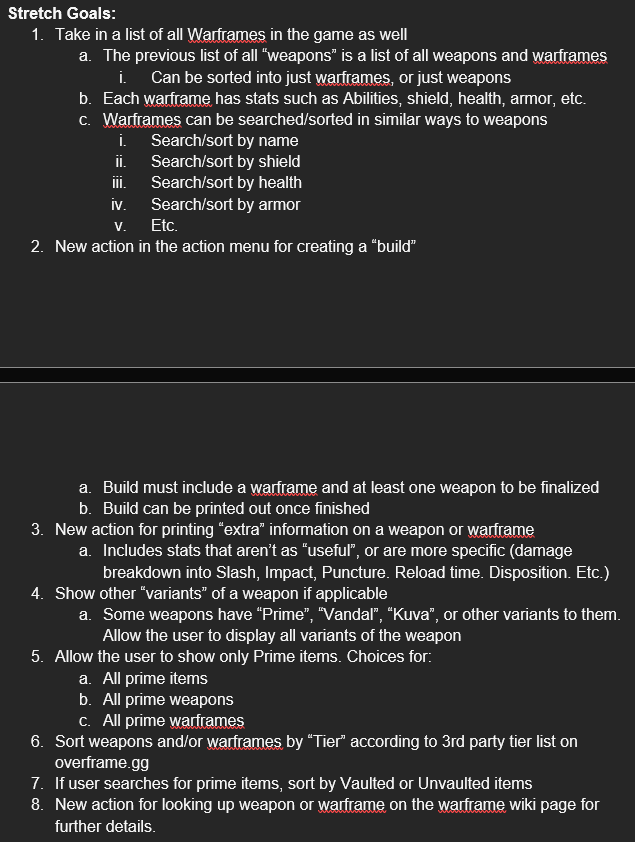 Stretch Goals:
1. Take in a list of all Warframes in the game as well
a. The previous list of all “weapons” is a list of all weapons and warframes
i. Can be sorted into just warframes, or just weapons
b. Each warframe has stats such as Abilities, shield, health, armor, etc.
c. Warframes can be searched/sorted in similar ways to weapons
i. Search/sort by name
ii. Search/sort by shield
iii. Search/sort by health
iv. Search/sort by armor
v. Etc.
2. New action in the action menu for creating a “build”
a. Build must include a warframe and at least one weapon to be finalized
b. Build can be printed out once finished
3. New action for printing “extra” information on a weapon or warframe
a. Includes stats that aren’t as “useful”, or are more specific (damage
breakdown into Slash, Impact, Puncture. Reload time. Disposition. Etc.)
4. Show other “variants” of a weapon if applicable
a. Some weapons have “Prime”, “Vandal”, “Kuva”, or other variants to them.
Allow the user to display all variants of the weapon
5. Allow the user to show only Prime items. Choices for:
a. All prime items
b. All prime weapons
c. All prime warframes
6. Sort weapons and/or warframes by “Tier” according to 3rd party tier list on
overframe.gg
7. If user searches for prime items, sort by Vaulted or Unvaulted items
8. New action for looking up weapon or warframe on the warframe wiki page for
further details.